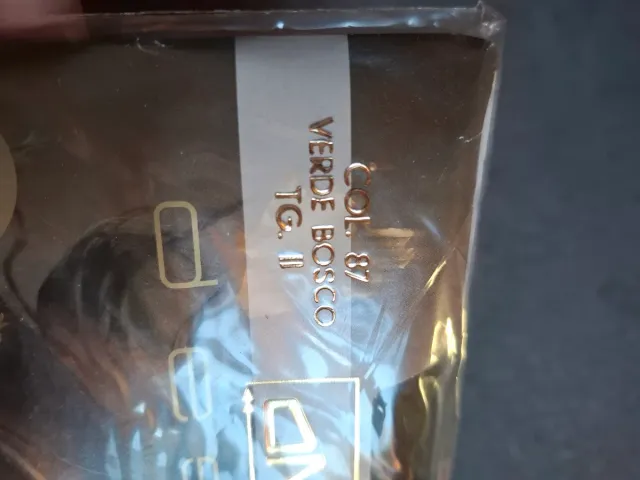 COL. 87
VERDE BOSCO
TG. II